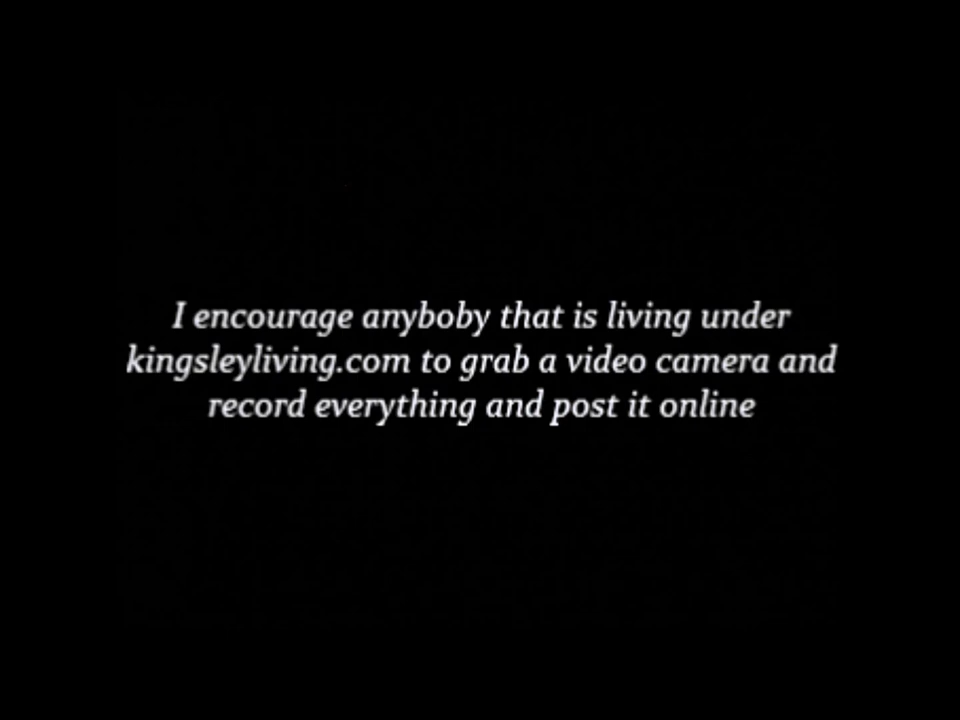 I encourage anyboby that is living under
kingsleyliving.com to grab a video camera and
record everything and post it online